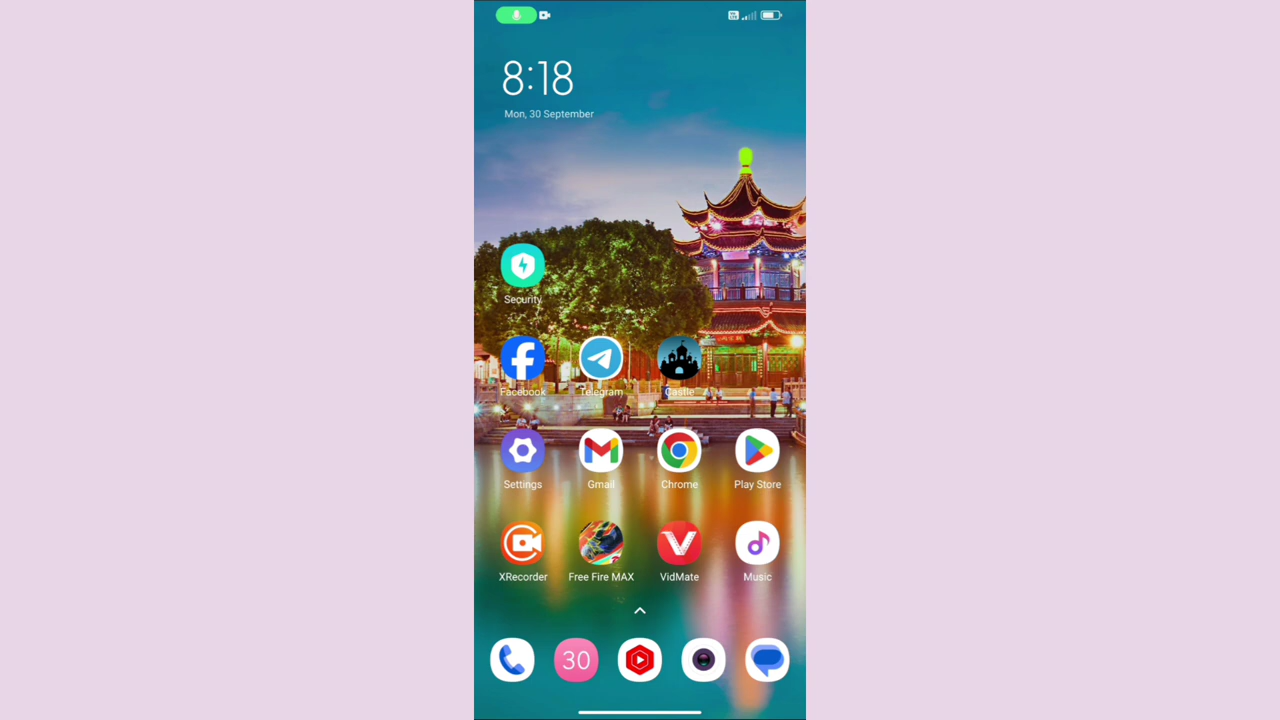 8:18
Mon, 30 September
Security
Facebook
Telegram
Castle
Settings
Gmail
Chrome
Play Store
XRecorder
Free Fire MAX
VidMate
Music
30